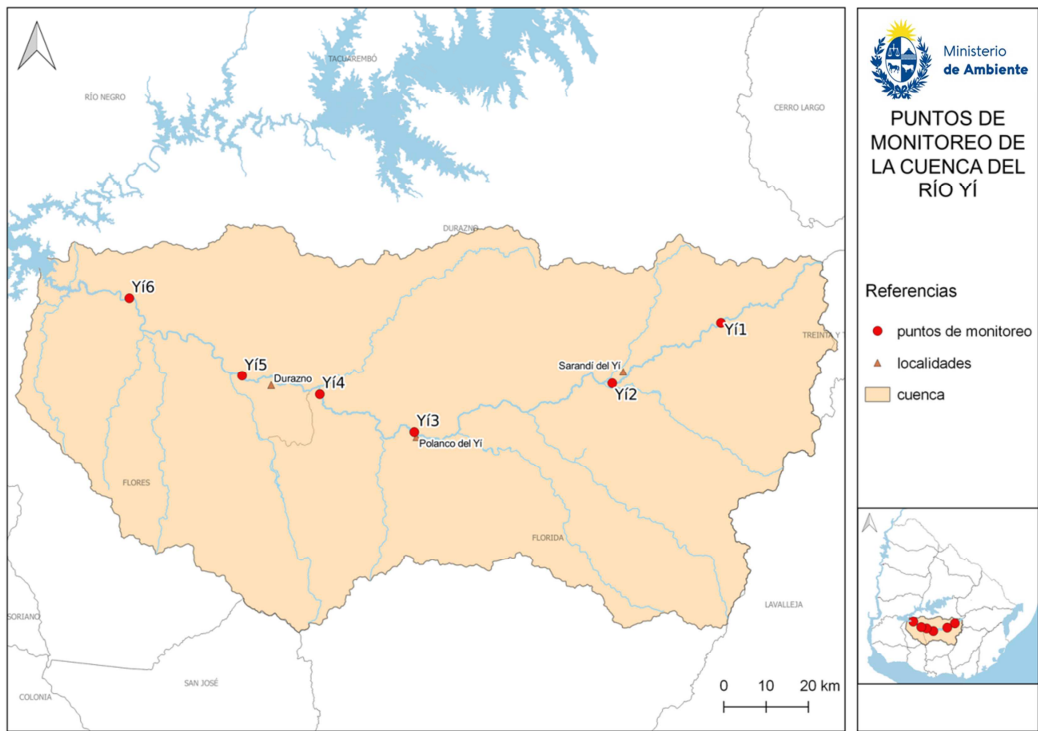 TACUAREMBÓ
RÍO NEGRO
CERRO LARGO
DURAZNO
Yí6
Yí1
TREINTA Y T
Yí5
Durazno
Sarandí del Yí
Yí4
Yí2
Yí3
Polanco del Yí
FLORES
FLORIDA
LAVALLEJA
SORIANO
SAN JOSÉ
COLONIA
0 10 20 km
Ministerio
de Ambiente
PUNTOS DE
MONITOREO DE
LA CUENCA DEL
RÍO YÍ
Referencias
puntos de monitoreo
localidades
cuenca